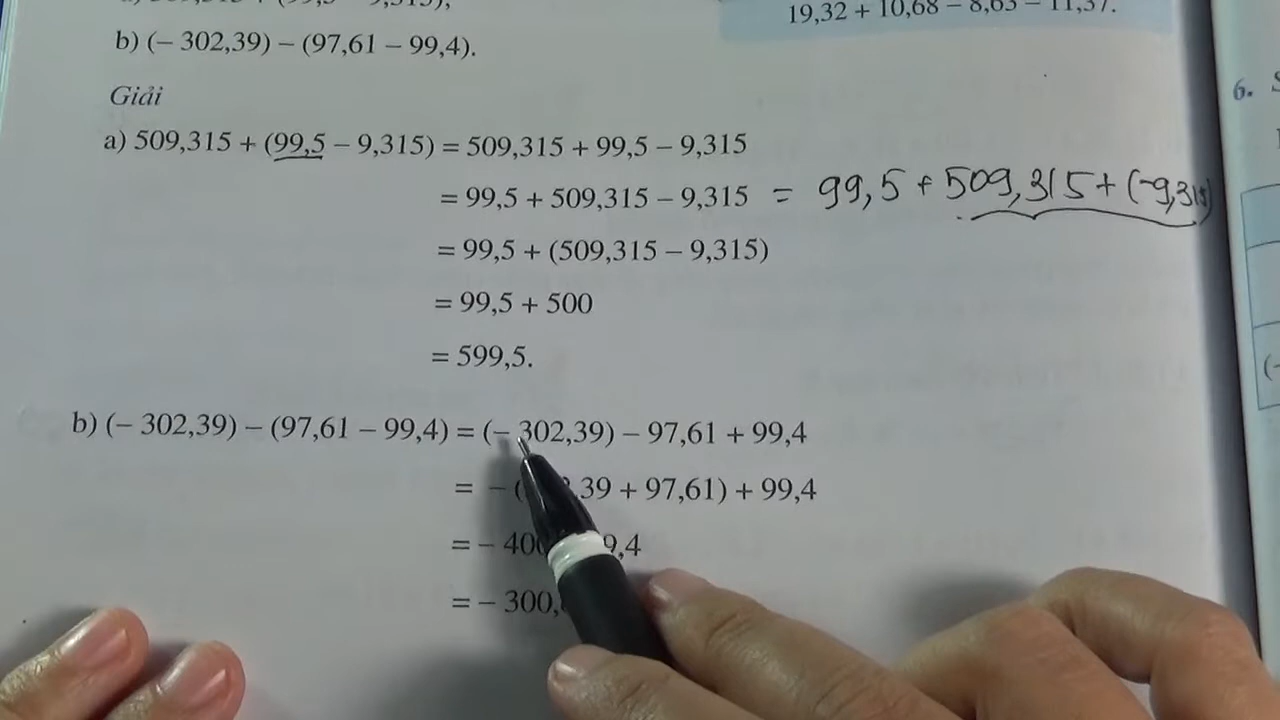 b) (– 302,39) – (97,61 – 99,4).
19,32 + 10,68 – 8,63 – 11,37.
Giải
6.
a) 509,315 + (99,5 – 9,315) = 509,315 + 99,5 – 9,315
= 99,5 + 509,315 – 9,315 = 99,5 + 509,315 + (-9,315)
= 99,5 + (509,315 – 9,315)
= 99,5 + 500
= 599,5.
b) (– 302,39) – (97,61 – 99,4) = (– 302,39) – 97,61 + 99,4
= – ( ,39 + 97,61) + 99,4
= – 40 9,4
= – 300,